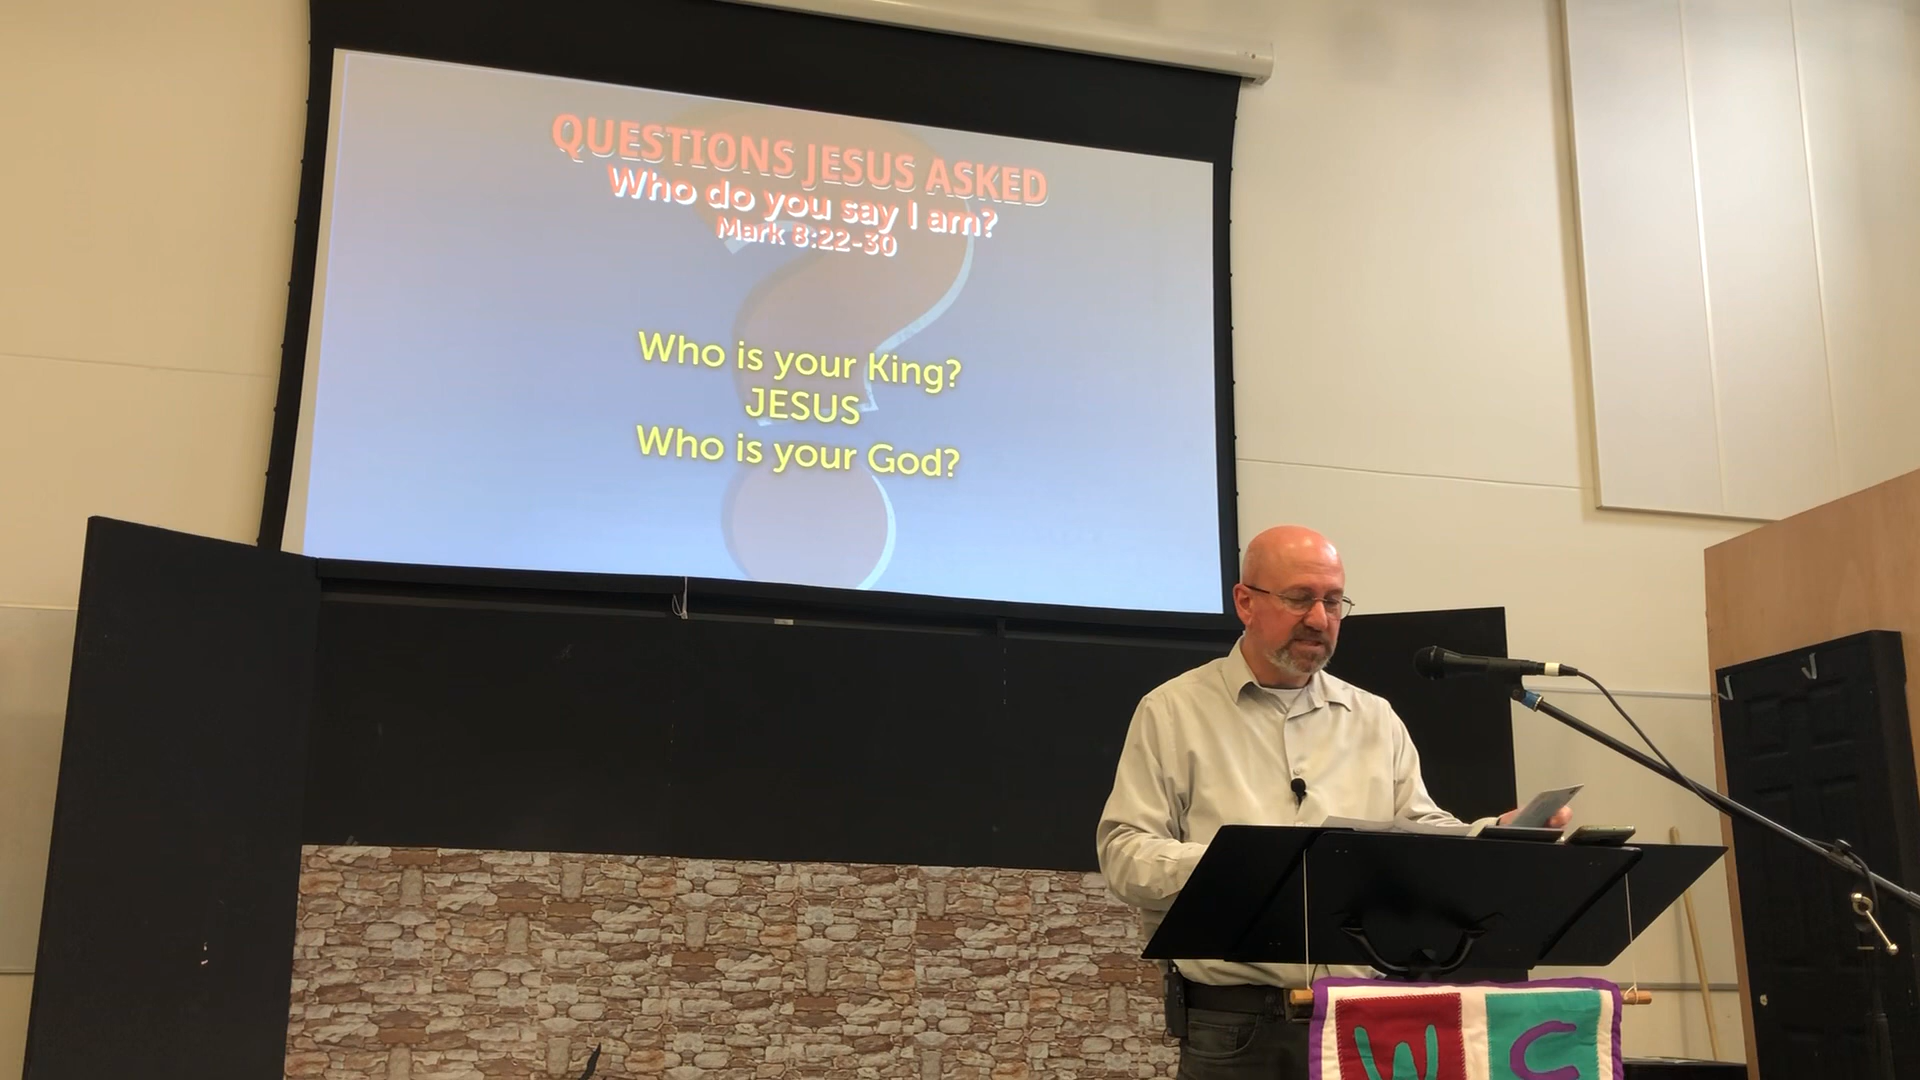 QUESTIONS JESUS ASKED
Who do you say I am?
Mark 8:22-30
Who is your King?
JESUS
Who is your God?
W C